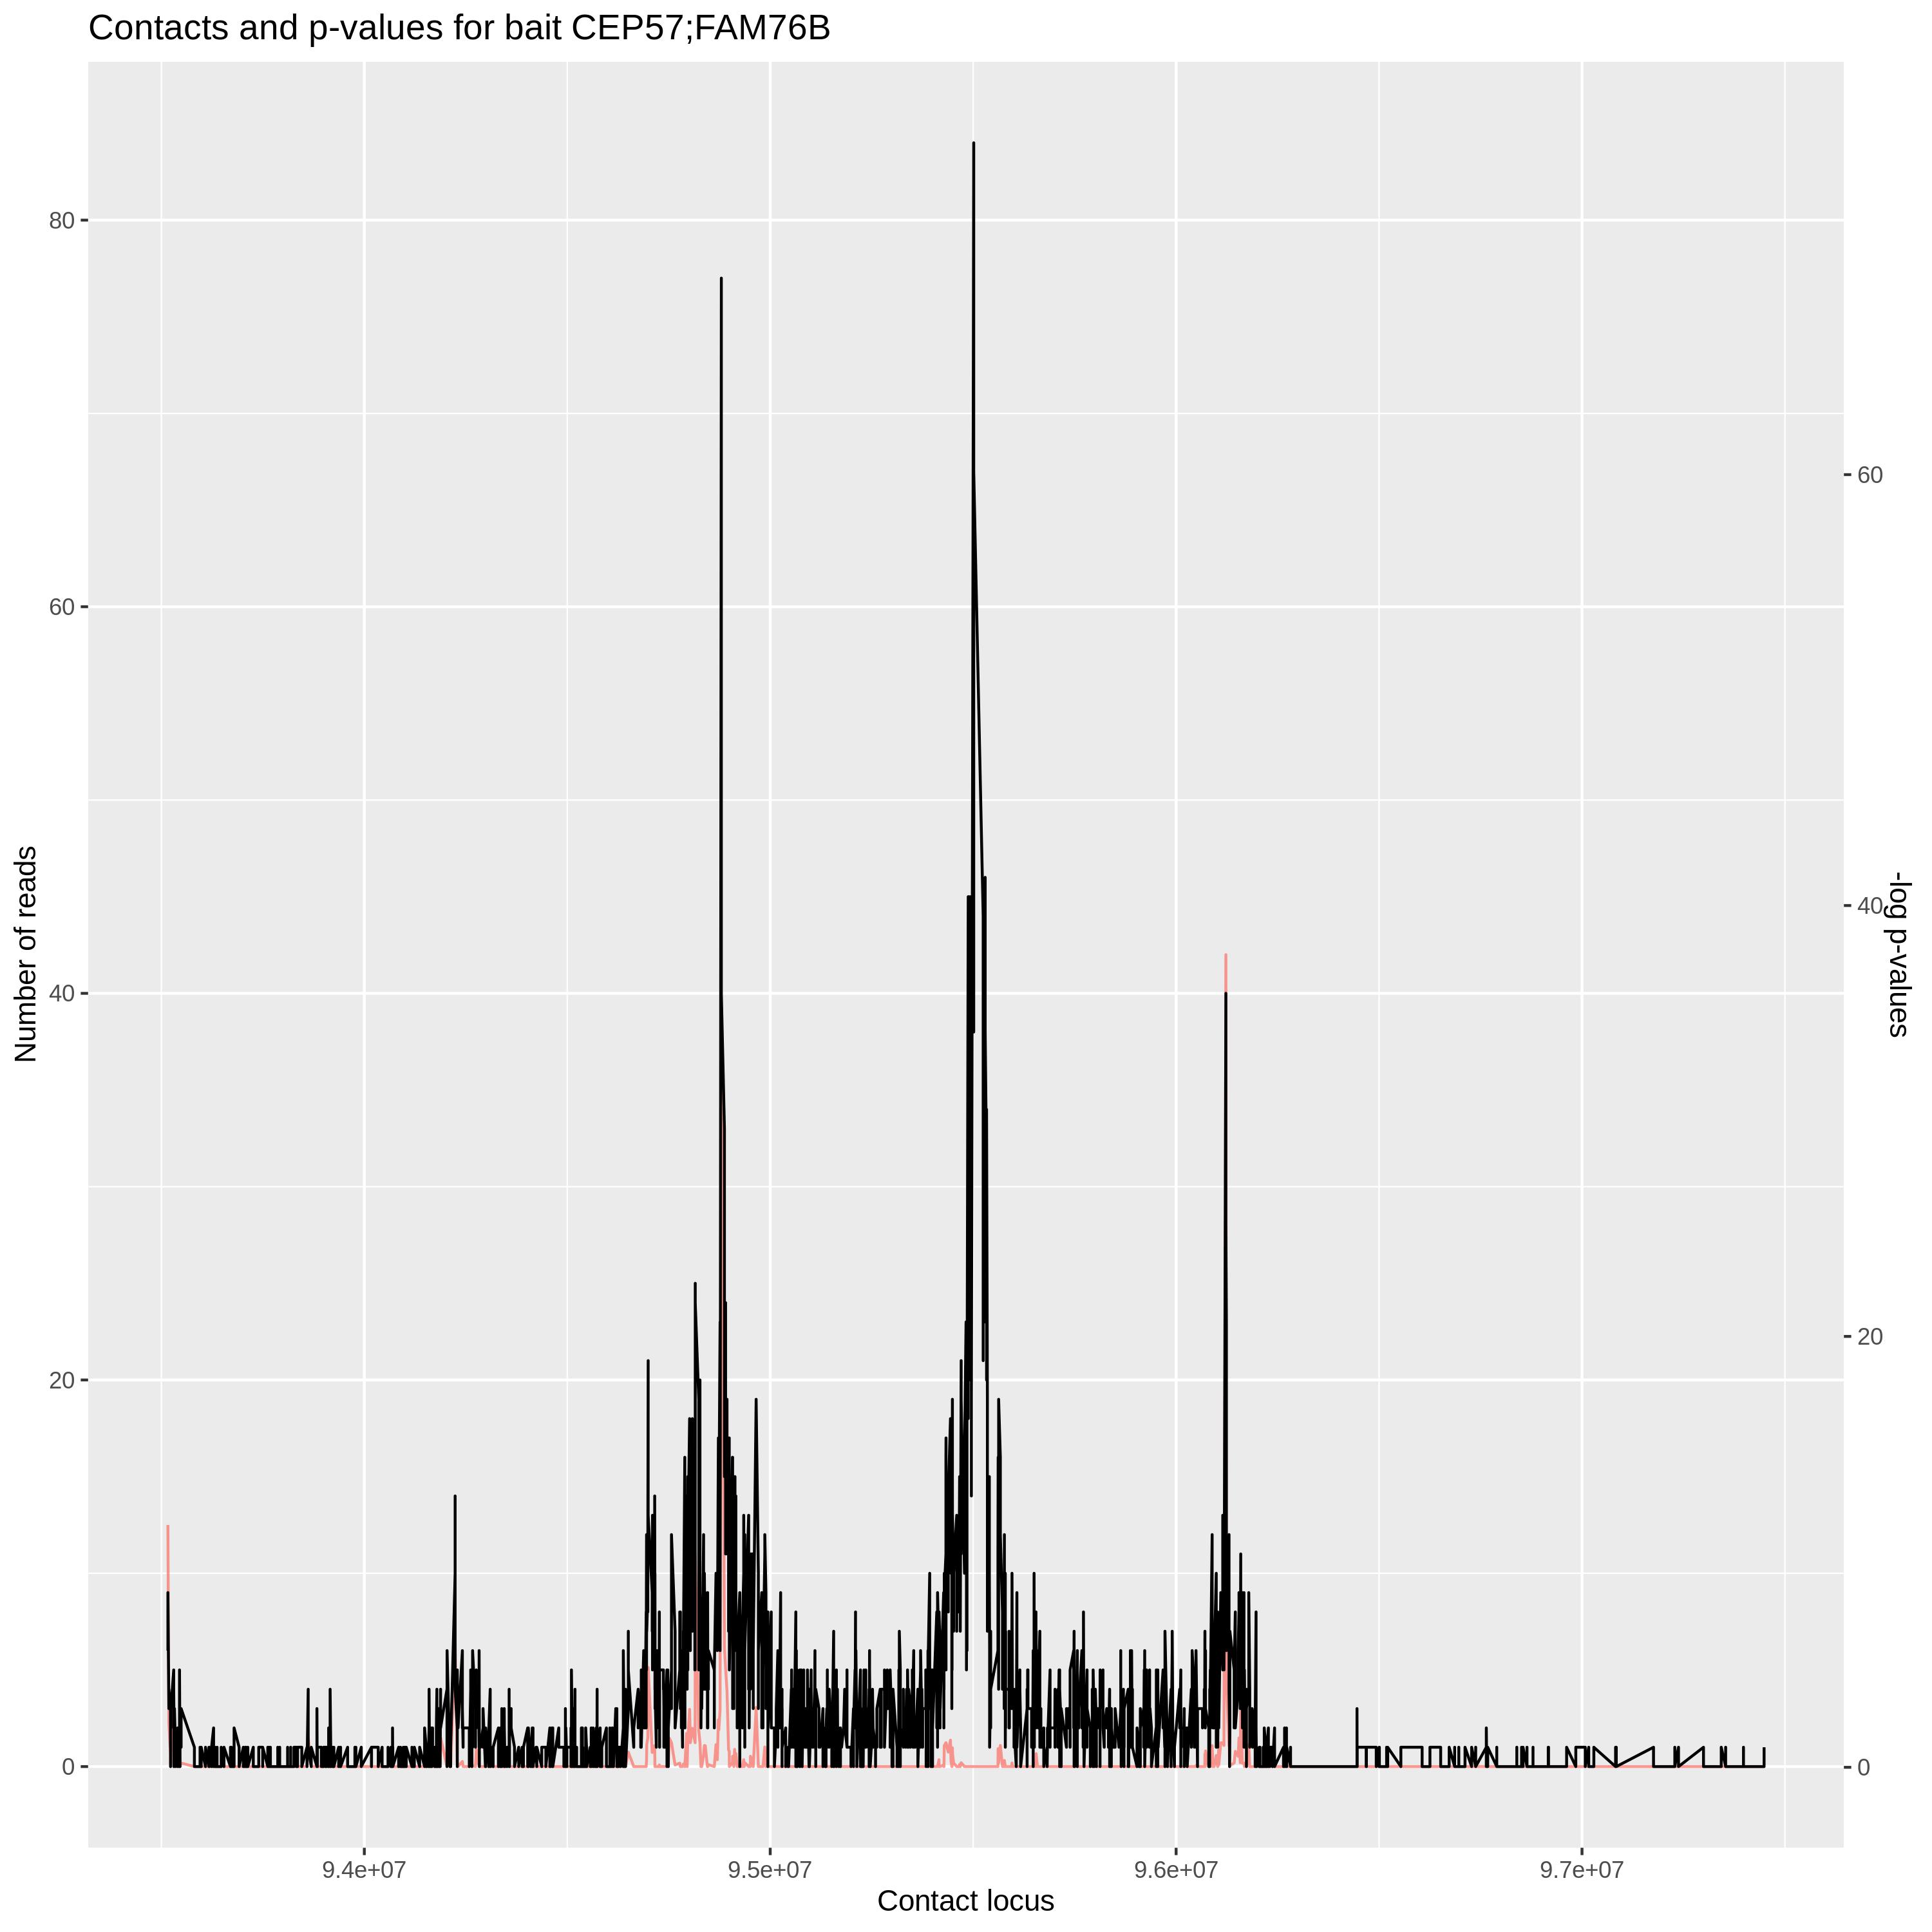 Contacts and p-values for bait CEP57;FAM76B
80
60
40
20
0
Number of reads
60
40
20
0
-log p-values
9.4e+07 9.5e+07 9.6e+07 9.7e+07
Contact locus